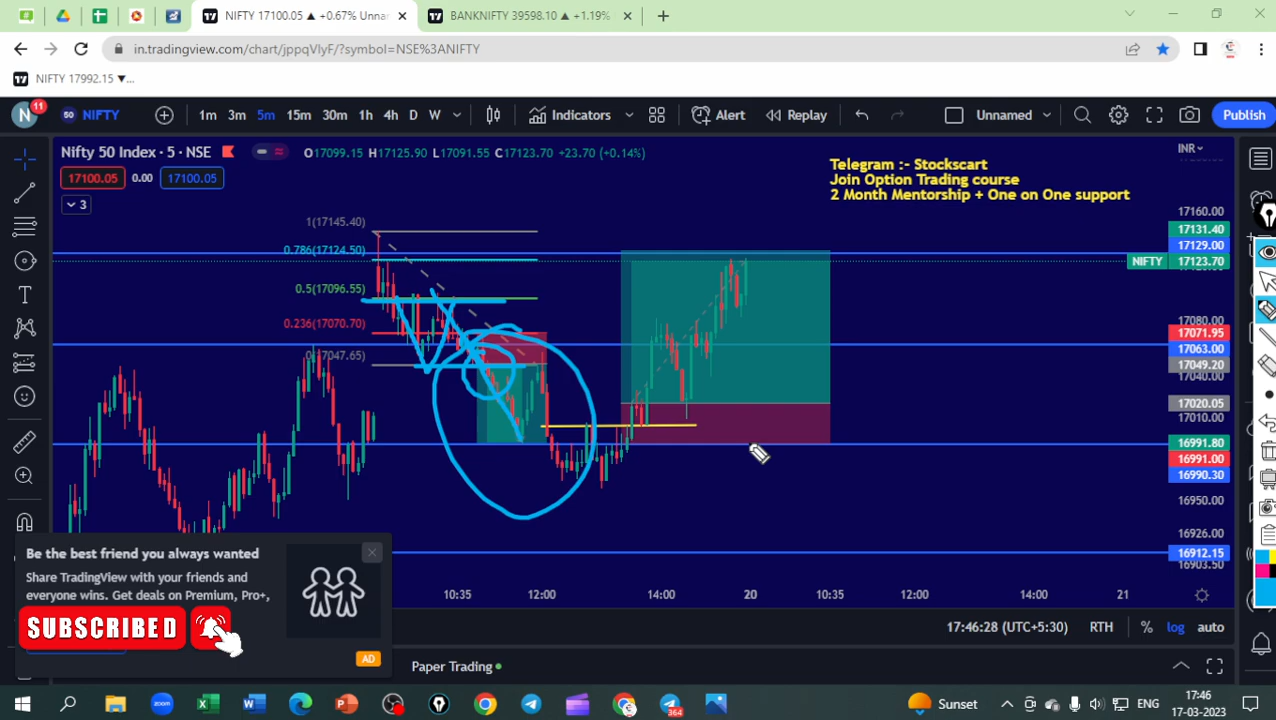 NIFTY 17100.05 ▲ +0.67% Unnar
BANKNIFTY 39598.10 ▲ +1.19%
in.tradingview.com/chart/jppqVlyF/?symbol=NSE%3ANIFTY
NIFTY 17992.15 ▼...
N 11 50 NIFTY 1m 3m 5m 15m 30m 1h 4h D W Indicators Alert Replay Unnamed Publish
Nifty 50 Index · 5 · NSE O17099.15 H17125.90 L17091.55 C17123.70 +23.70 (+0.14%) INR
17100.05 0.00 17100.05
3
Telegram :- Stockscart
Join Option Trading course
2 Month Mentorship + One on One support
1(17145.40)
0.786(17124.50)
0.5(17096.55)
0.236(17070.70)
0(17047.65)
17160.00
17131.40
17129.00
NIFTY 17123.70
17080.00
17071.95
17063.00
17049.20
17040.00
17020.05
17010.00
16991.80
16991.00
16990.30
16950.00
16926.00
16912.15
16903.50
Be the best friend you always wanted
Share TradingView with your friends and
everyone wins. Get deals on Premium, Pro+,
SUBSCRIBED
AD
10:35 12:00 14:00 20 10:35 12:00 14:00 21
17:46:28 (UTC+5:30) RTH % log auto
Paper Trading
364
Sunset
ENG
17:46
17-03-2023